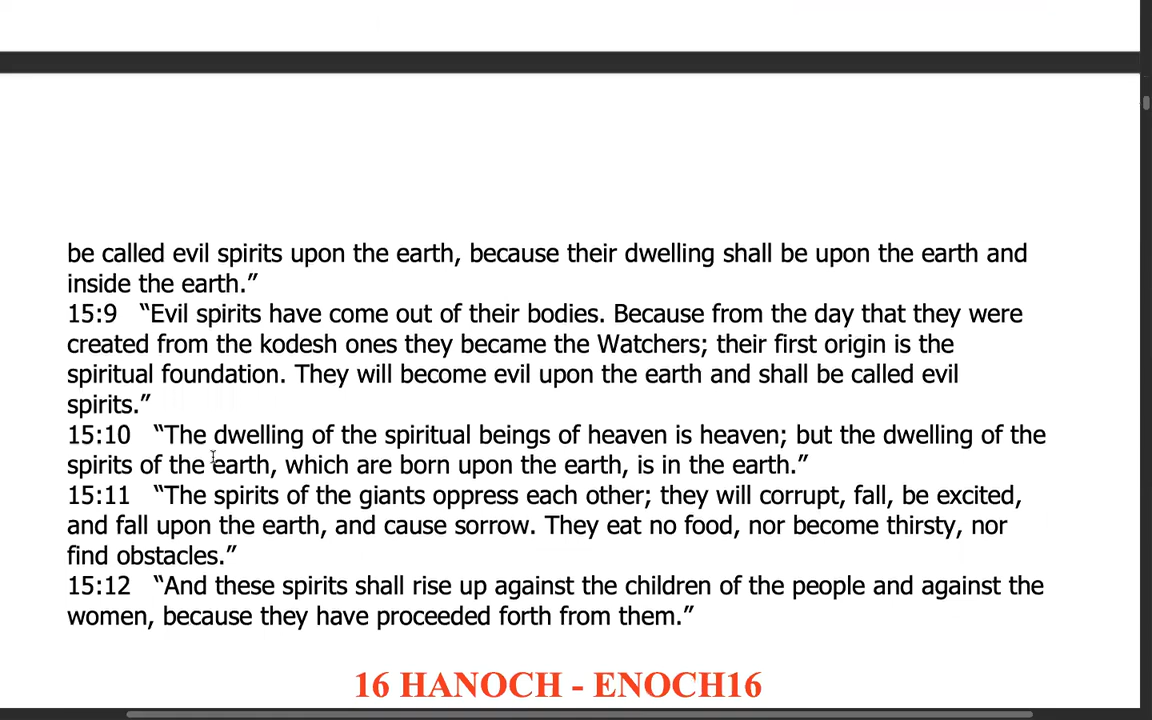 be called evil spirits upon the earth, because their dwelling shall be upon the earth and
inside the earth.”
15:9 “Evil spirits have come out of their bodies. Because from the day that they were
created from the kodesh ones they became the Watchers; their first origin is the
spiritual foundation. They will become evil upon the earth and shall be called evil
spirits.”
15:10 “The dwelling of the spiritual beings of heaven is heaven; but the dwelling of the
spirits of the earth, which are born upon the earth, is in the earth.”
15:11 “The spirits of the giants oppress each other; they will corrupt, fall, be excited,
and fall upon the earth, and cause sorrow. They eat no food, nor become thirsty, nor
find obstacles.”
15:12 “And these spirits shall rise up against the children of the people and against the
women, because they have proceeded forth from them.”
16 HANOCH - ENOCH16